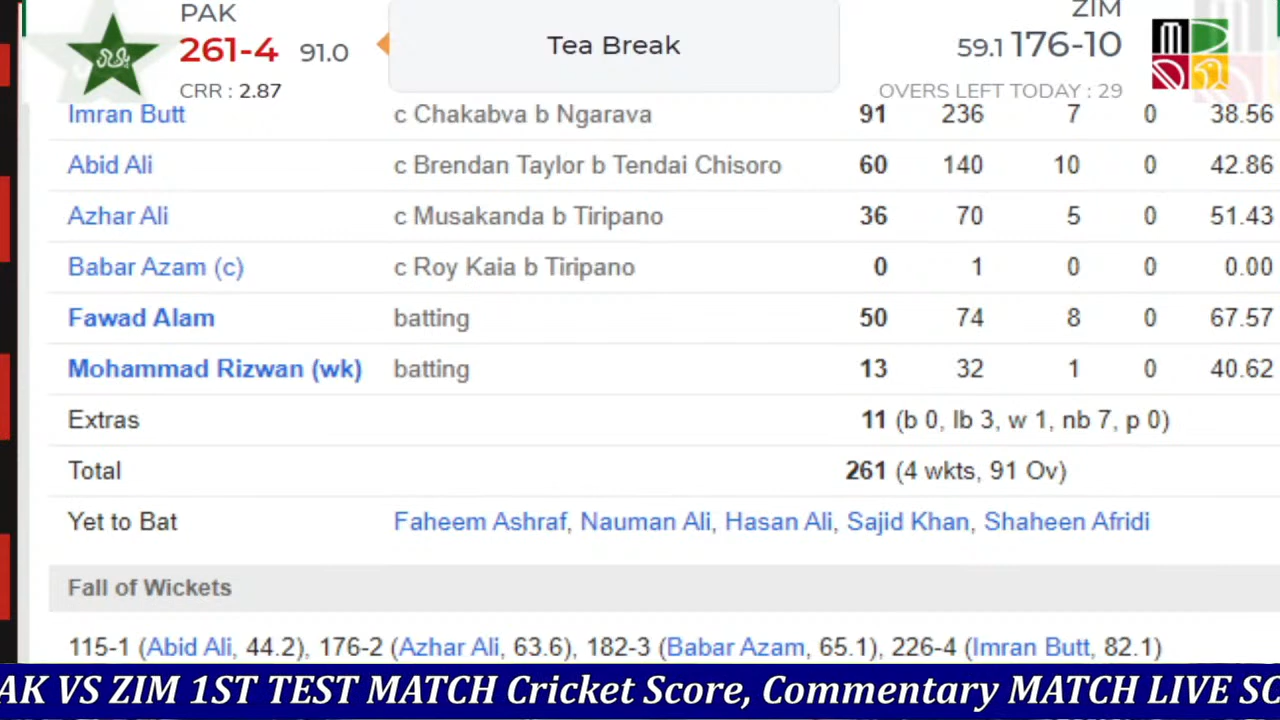 PAK
261-4 91.0
CRR : 2.87
Tea Break
ZIM
59.1 176-10
OVERS LEFT TODAY : 29
Imran Butt c Chakabva b Ngarava 91 236 7 0 38.56
Abid Ali c Brendan Taylor b Tendai Chisoro 60 140 10 0 42.86
Azhar Ali c Musakanda b Tiripano 36 70 5 0 51.43
Babar Azam (c) c Roy Kaia b Tiripano 0 1 0 0 0.00
Fawad Alam batting 50 74 8 0 67.57
Mohammad Rizwan (wk) batting 13 32 1 0 40.62
Extras 11 (b 0, lb 3, w 1, nb 7, p 0)
Total 261 (4 wkts, 91 Ov)
Yet to Bat Faheem Ashraf, Nauman Ali, Hasan Ali, Sajid Khan, Shaheen Afridi
Fall of Wickets
115-1 (Abid Ali, 44.2), 176-2 (Azhar Ali, 63.6), 182-3 (Babar Azam, 65.1), 226-4 (Imran Butt, 82.1)
AK VS ZIM 1ST TEST MATCH Cricket Score, Commentary MATCH LIVE SC